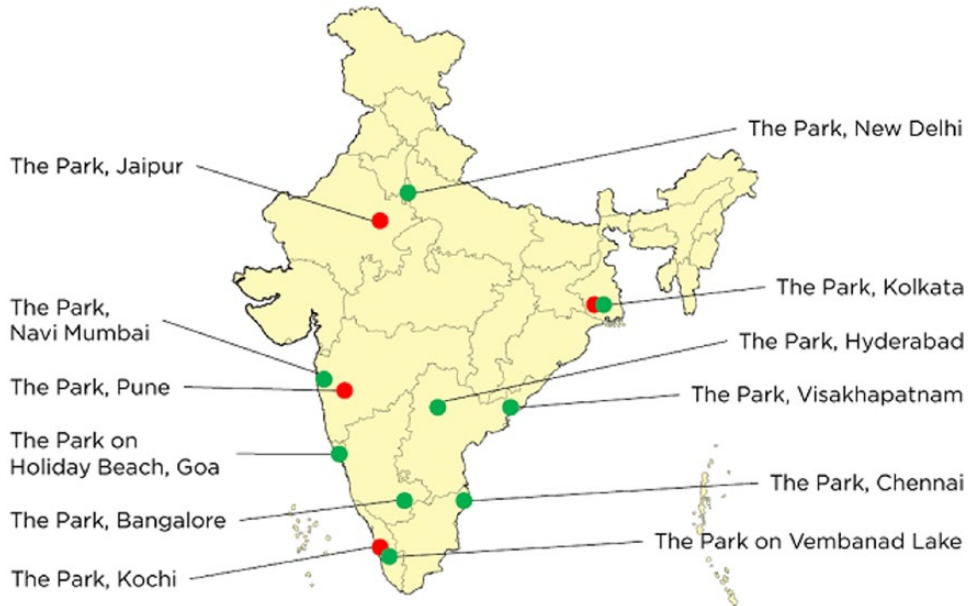 The Park, Jaipur
The Park,
Navi Mumbai
The Park, Pune
The Park on
Holiday Beach, Goa
The Park, Bangalore
The Park, Kochi
The Park, New Delhi
The Park, Kolkata
The Park, Hyderabad
The Park, Visakhapatnam
The Park, Chennai
The Park on Vembanad Lake